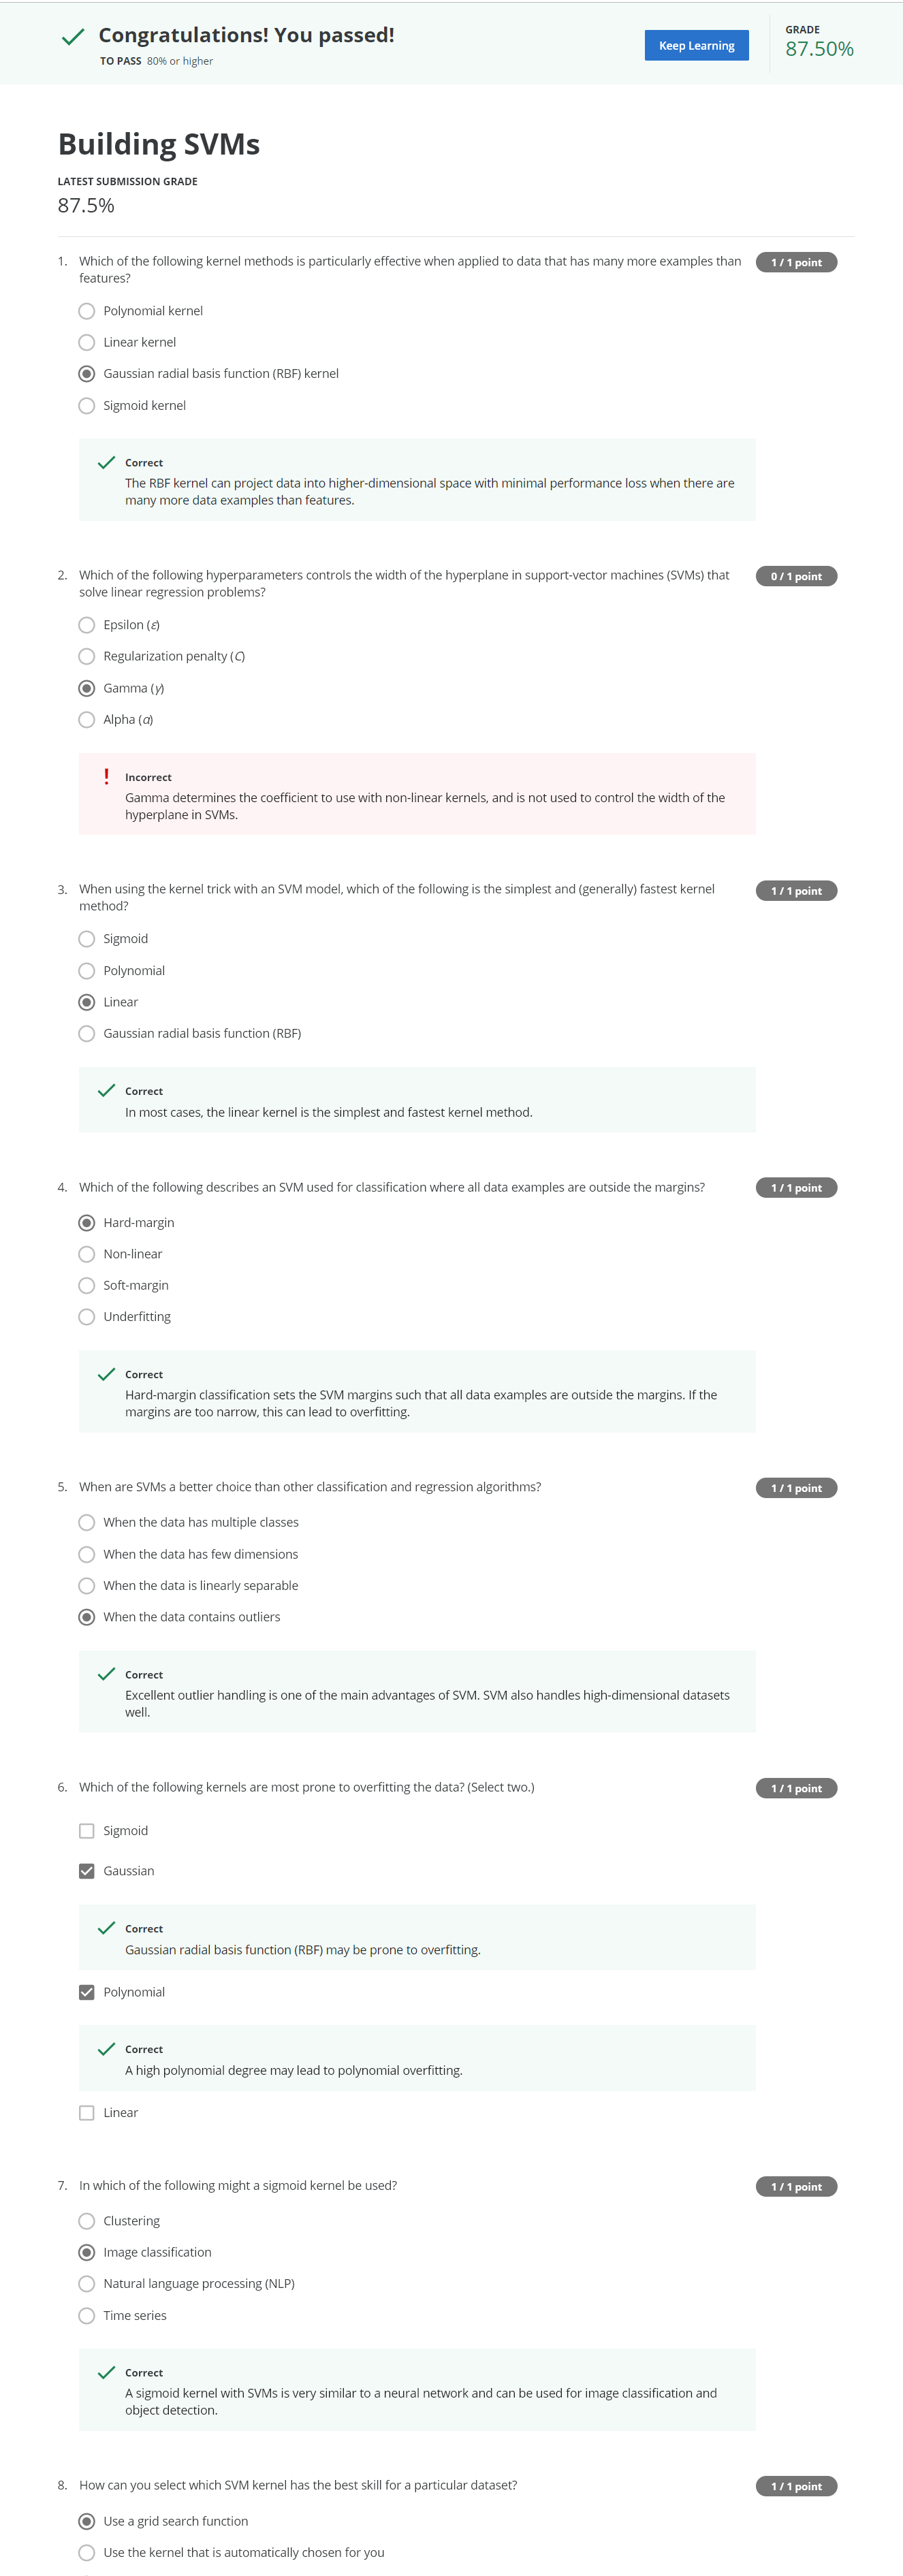 Congratulations! You passed!
TO PASS 80% or higher
Keep Learning
GRADE
87.50%
Building SVMs
LATEST SUBMISSION GRADE
87.5%
1. Which of the following kernel methods is particularly effective when applied to data that has many more examples than
features?
1 / 1 point
Polynomial kernel
Linear kernel
Gaussian radial basis function (RBF) kernel
Sigmoid kernel
Correct
The RBF kernel can project data into higher-dimensional space with minimal performance loss when there are
many more data examples than features.
2. Which of the following hyperparameters controls the width of the hyperplane in support-vector machines (SVMs) that
solve linear regression problems?
0 / 1 point
Epsilon (ε)
Regularization penalty (C)
Gamma (γ)
Alpha (α)
Incorrect
Gamma determines the coefficient to use with non-linear kernels, and is not used to control the width of the
hyperplane in SVMs.
3. When using the kernel trick with an SVM model, which of the following is the simplest and (generally) fastest kernel
method?
1 / 1 point
Sigmoid
Polynomial
Linear
Gaussian radial basis function (RBF)
Correct
In most cases, the linear kernel is the simplest and fastest kernel method.
4. Which of the following describes an SVM used for classification where all data examples are outside the margins?
1 / 1 point
Hard-margin
Non-linear
Soft-margin
Underfitting
Correct
Hard-margin classification sets the SVM margins such that all data examples are outside the margins. If the
margins are too narrow, this can lead to overfitting.
5. When are SVMs a better choice than other classification and regression algorithms?
1 / 1 point
When the data has multiple classes
When the data has few dimensions
When the data is linearly separable
When the data contains outliers
Correct
Excellent outlier handling is one of the main advantages of SVM. SVM also handles high-dimensional datasets
well.
6. Which of the following kernels are most prone to overfitting the data? (Select two.)
1 / 1 point
Sigmoid
Gaussian
Correct
Gaussian radial basis function (RBF) may be prone to overfitting.
Polynomial
Correct
A high polynomial degree may lead to polynomial overfitting.
Linear
7. In which of the following might a sigmoid kernel be used?
1 / 1 point
Clustering
Image classification
Natural language processing (NLP)
Time series
Correct
A sigmoid kernel with SVMs is very similar to a neural network and can be used for image classification and
object detection.
8. How can you select which SVM kernel has the best skill for a particular dataset?
1 / 1 point
Use a grid search function
Use the kernel that is automatically chosen for you